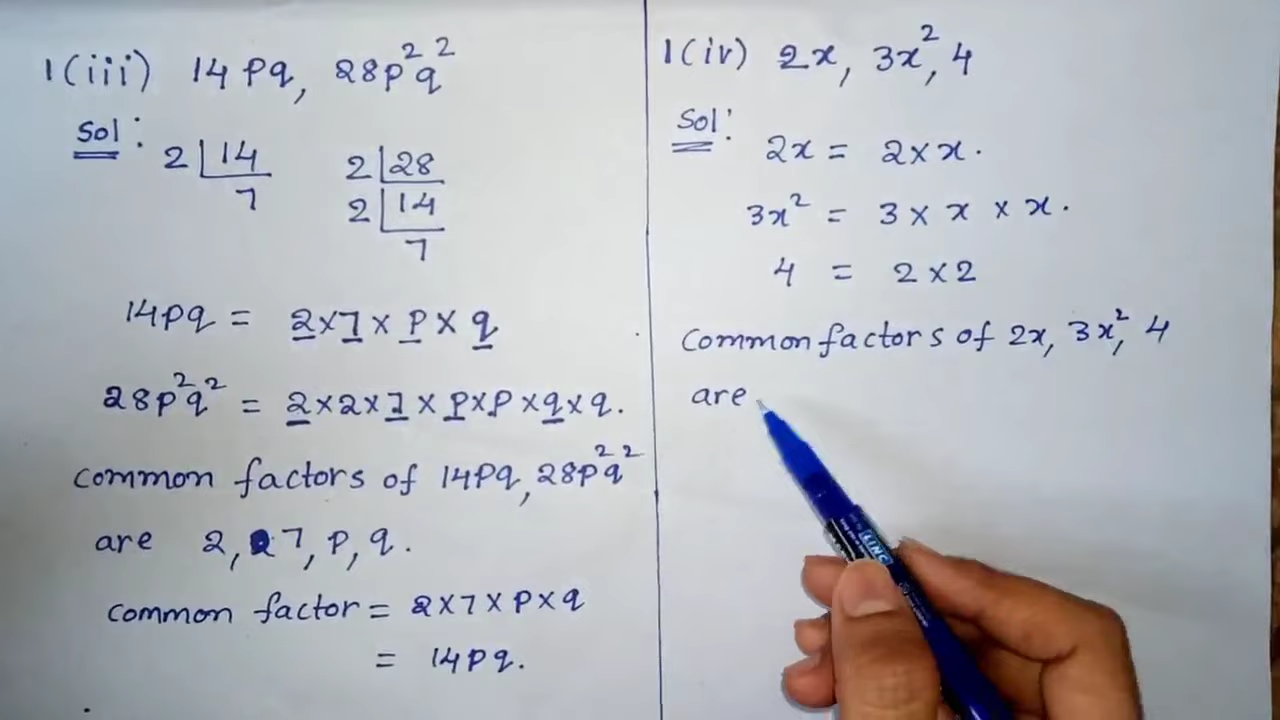 1(iii) 14pq, 28p²q²
Sol:
2 | 14
7
2 | 28
2 | 14
7
14pq = 2×7×p×q
28p²q² = 2×2×7×p×p×q×q.
common factors of 14pq, 28p²q²
are 2, 7, p, q.
common factor = 2×7×p×q
= 14pq.
1(iv) 2x, 3x², 4
Sol:
2x = 2×x.
3x² = 3×x×x.
4 = 2×2
common factors of 2x, 3x², 4
are
LINC